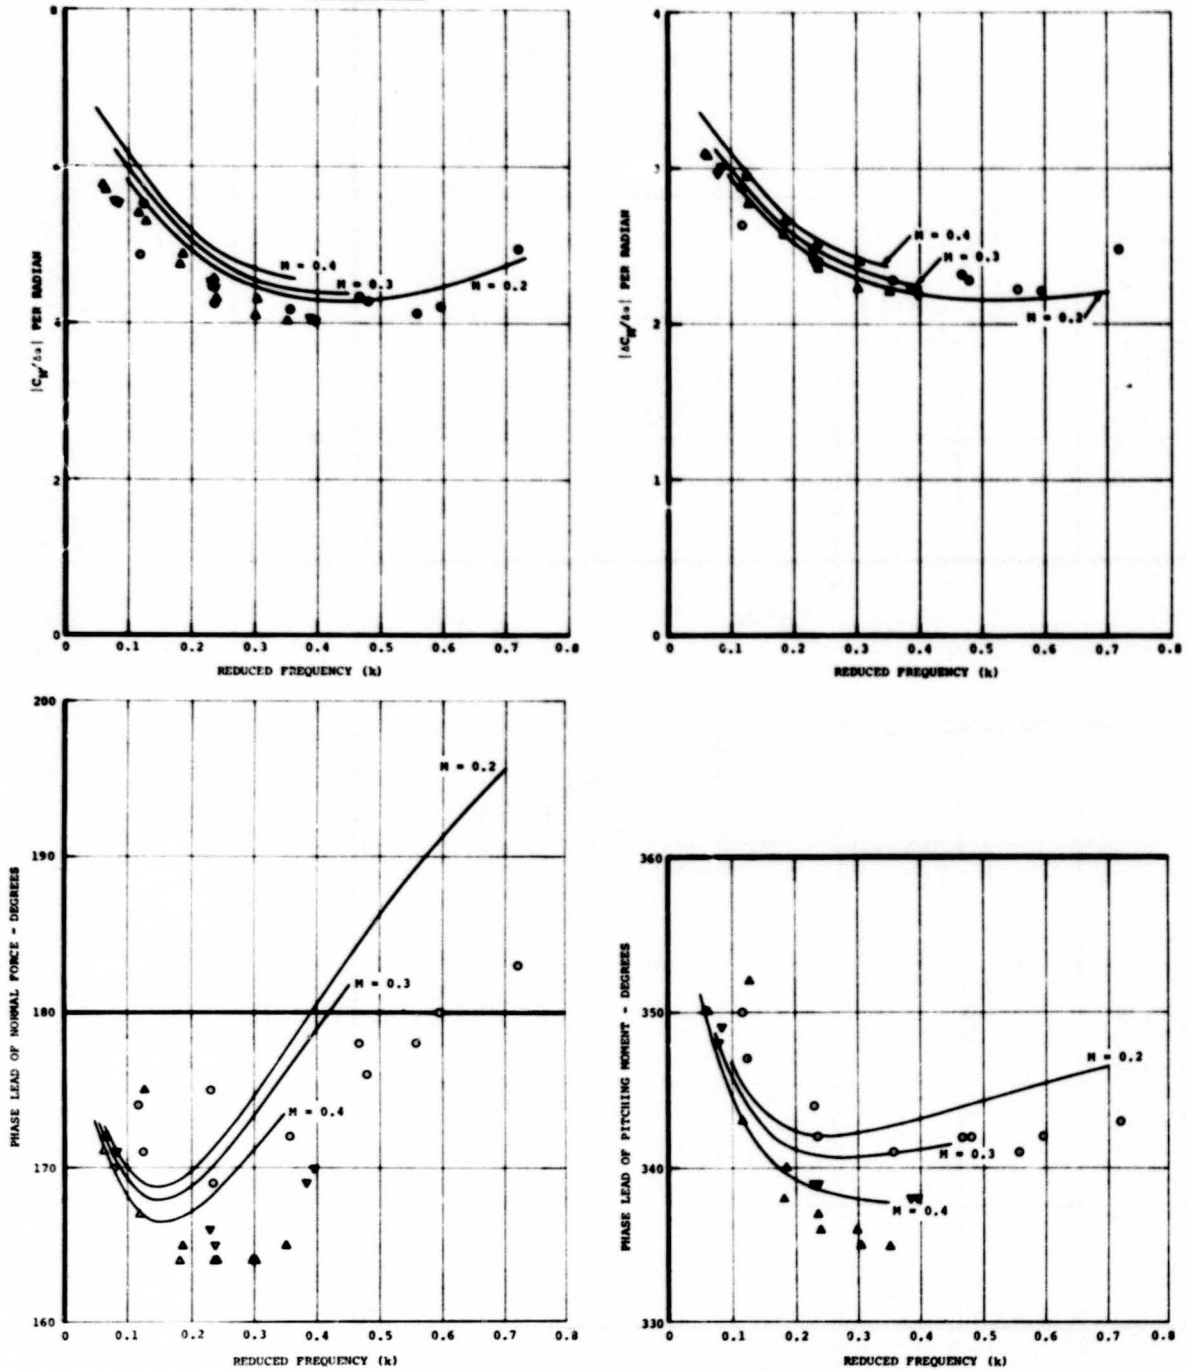 8
6
4
2
0
|C_N/Δα| PER RADIAN
M = 0.4
M = 0.3
M = 0.2
0.1 0.2 0.3 0.4 0.5 0.6 0.7 0.8
REDUCED FREQUENCY (k)
4
3
2
1
0
|ΔC_M/Δα| PER RADIAN
M = 0.4
M = 0.3
M = 0.2
0 0.1 0.2 0.3 0.4 0.5 0.6 0.7 0.8
REDUCED FREQUENCY (k)
200
190
180
170
160
PHASE LEAD OF NORMAL FORCE - DEGREES
M = 0.2
M = 0.3
M = 0.4
0 0.1 0.2 0.3 0.4 0.5 0.6 0.7 0.8
REDUCED FREQUENCY (k)
360
350
340
330
PHASE LEAD OF PITCHING MOMENT - DEGREES
M = 0.2
M = 0.3
M = 0.4
0 0.1 0.2 0.3 0.4 0.5 0.6 0.7 0.8
REDUCED FREQUENCY (k)